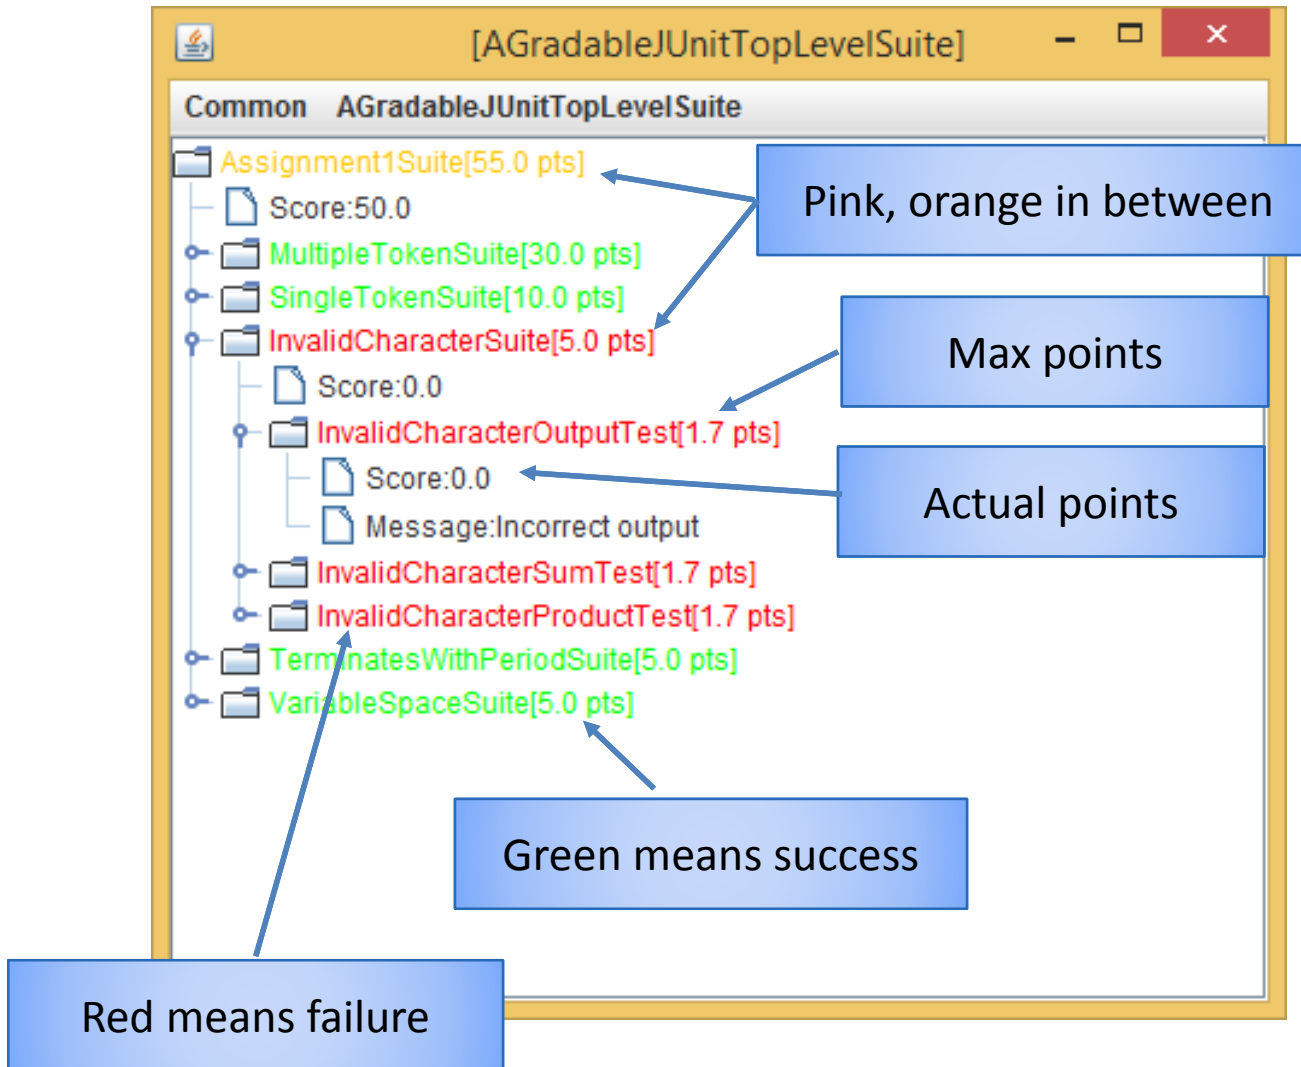 [AGradableJUnitTopLevelSuite]
Common AGradableJUnitTopLevelSuite
Assignment1Suite[55.0 pts]
Pink, orange in between
Score:50.0
MultipleTokenSuite[30.0 pts]
SingleTokenSuite[10.0 pts]
InvalidCharacterSuite[5.0 pts]
Max points
Score:0.0
InvalidCharacterOutputTest[1.7 pts]
Score:0.0
Actual points
Message:Incorrect output
InvalidCharacterSumTest[1.7 pts]
InvalidCharacterProductTest[1.7 pts]
TerminatesWithPeriodSuite[5.0 pts]
VariableSpaceSuite[5.0 pts]
Green means success
Red means failure